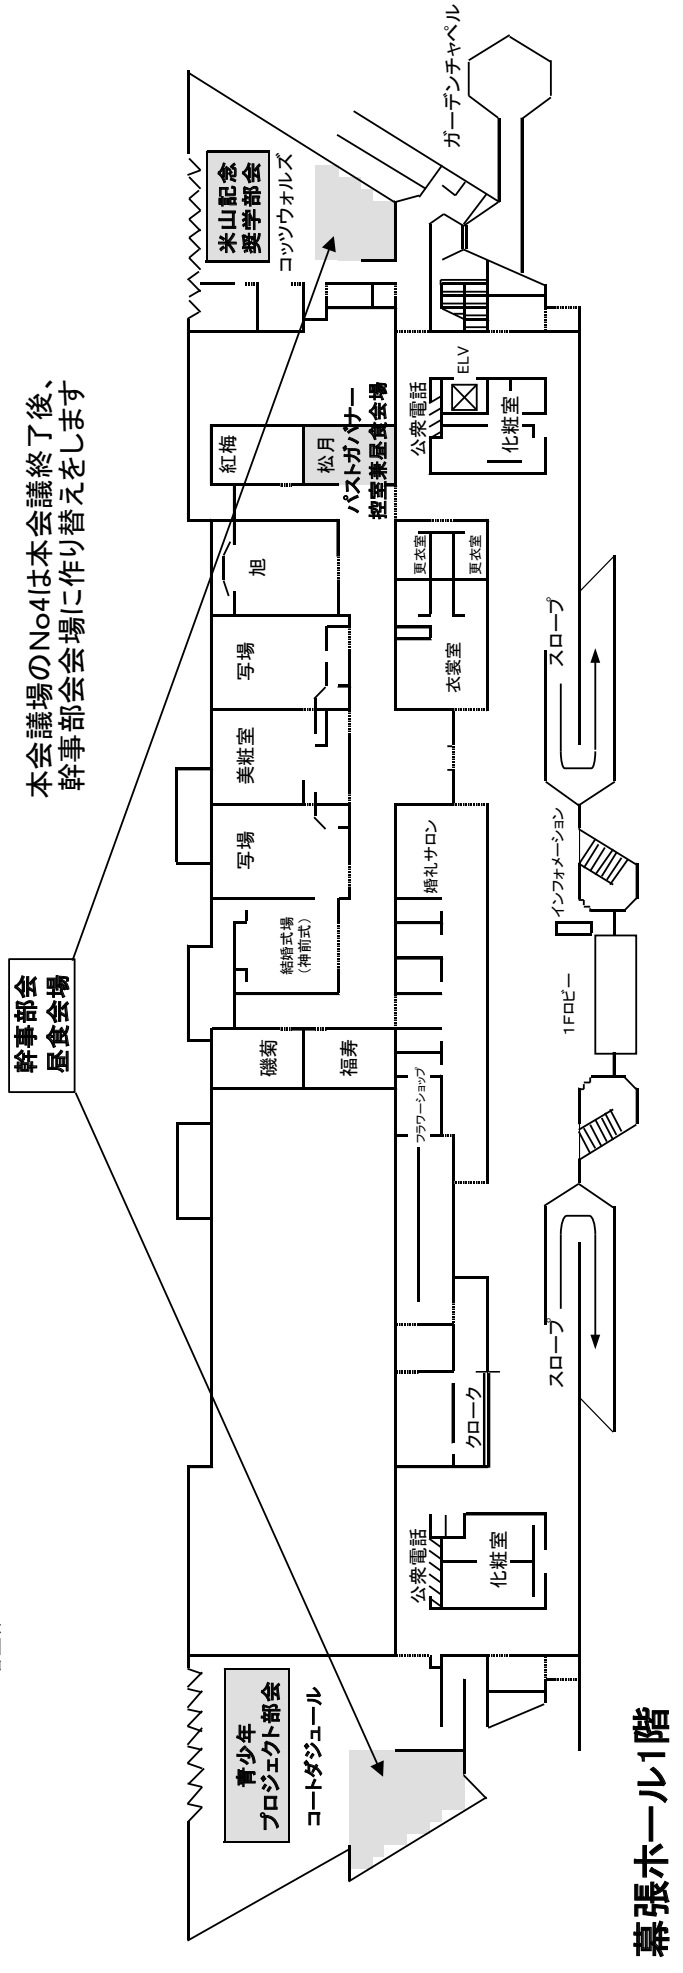 本会議場のNo4は本会議終了後、
幹事部会会場に作り替えをします
幹事部会
昼食会場
米山記念
奨学部会
コッツウォルズ
ガーデンチャペル
紅梅
松月
パストガバナー
控室兼昼食会場
公衆電話
ELV
化粧室
旭
更衣室
更衣室
写場
衣裳室
スロープ
美粧室
写場
婚礼サロン
インフォメーション
結婚式場
（神前式）
1Fロビー
磯菊
福寿
フラワーショップ
スロープ
クローク
公衆電話
化粧室
青少年
プロジェクト部会
コートダジュール
幕張ホール1階